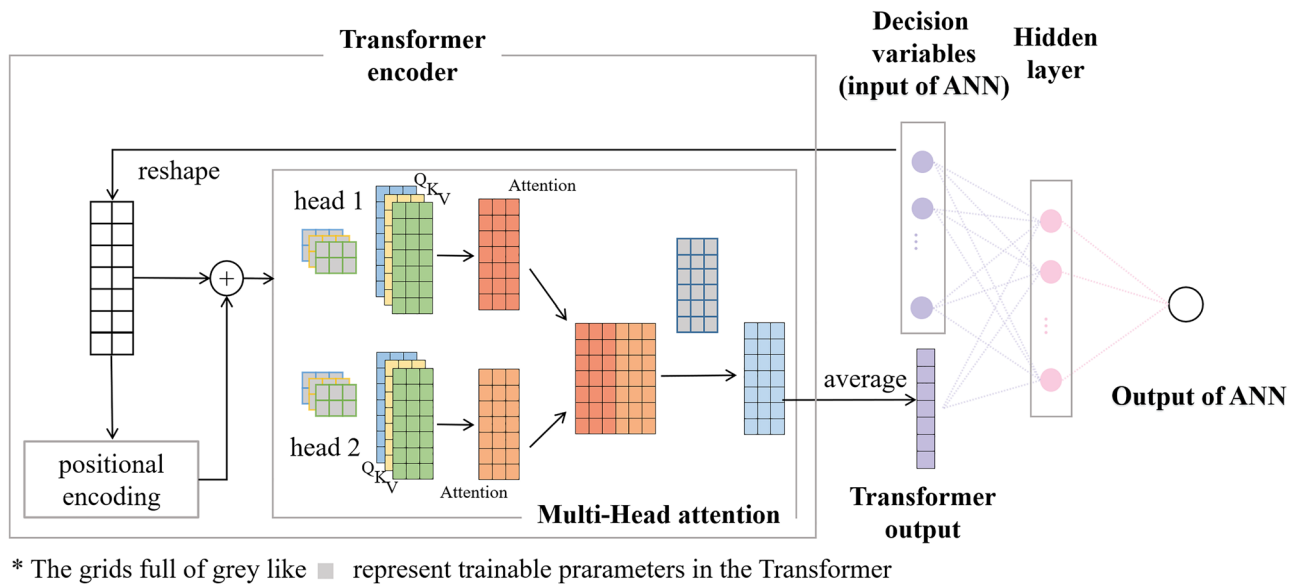 Transformer
encoder
Decision
variables
(input of ANN)
Hidden
layer
reshape
head 1
Q
K
V
Attention
+
positional
encoding
head 2
Q
K
V
Attention
Multi-Head attention
average
Transformer
output
Output of ANN
* The grids full of grey like represent trainable prarameters in the Transformer